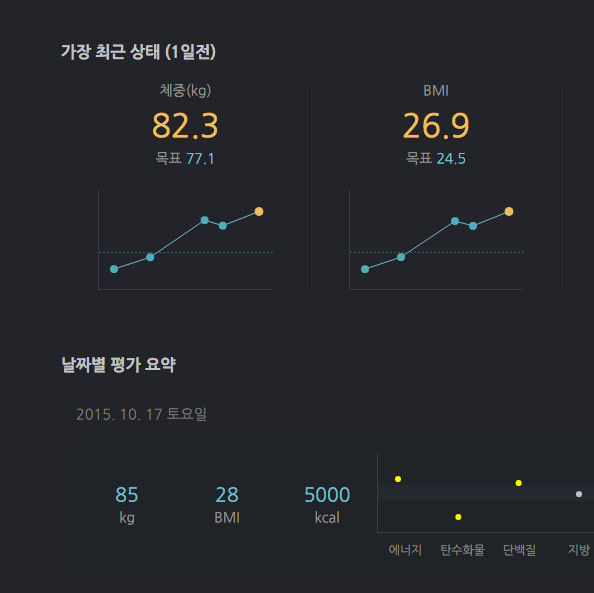 가장 최근 상태 (1일전)
체중(kg)
82.3
목표 77.1
BMI
26.9
목표 24.5
날짜별 평가 요약
2015. 10. 17 토요일
85
kg
28
BMI
5000
kcal
에너지 탄수화물 단백질 지방